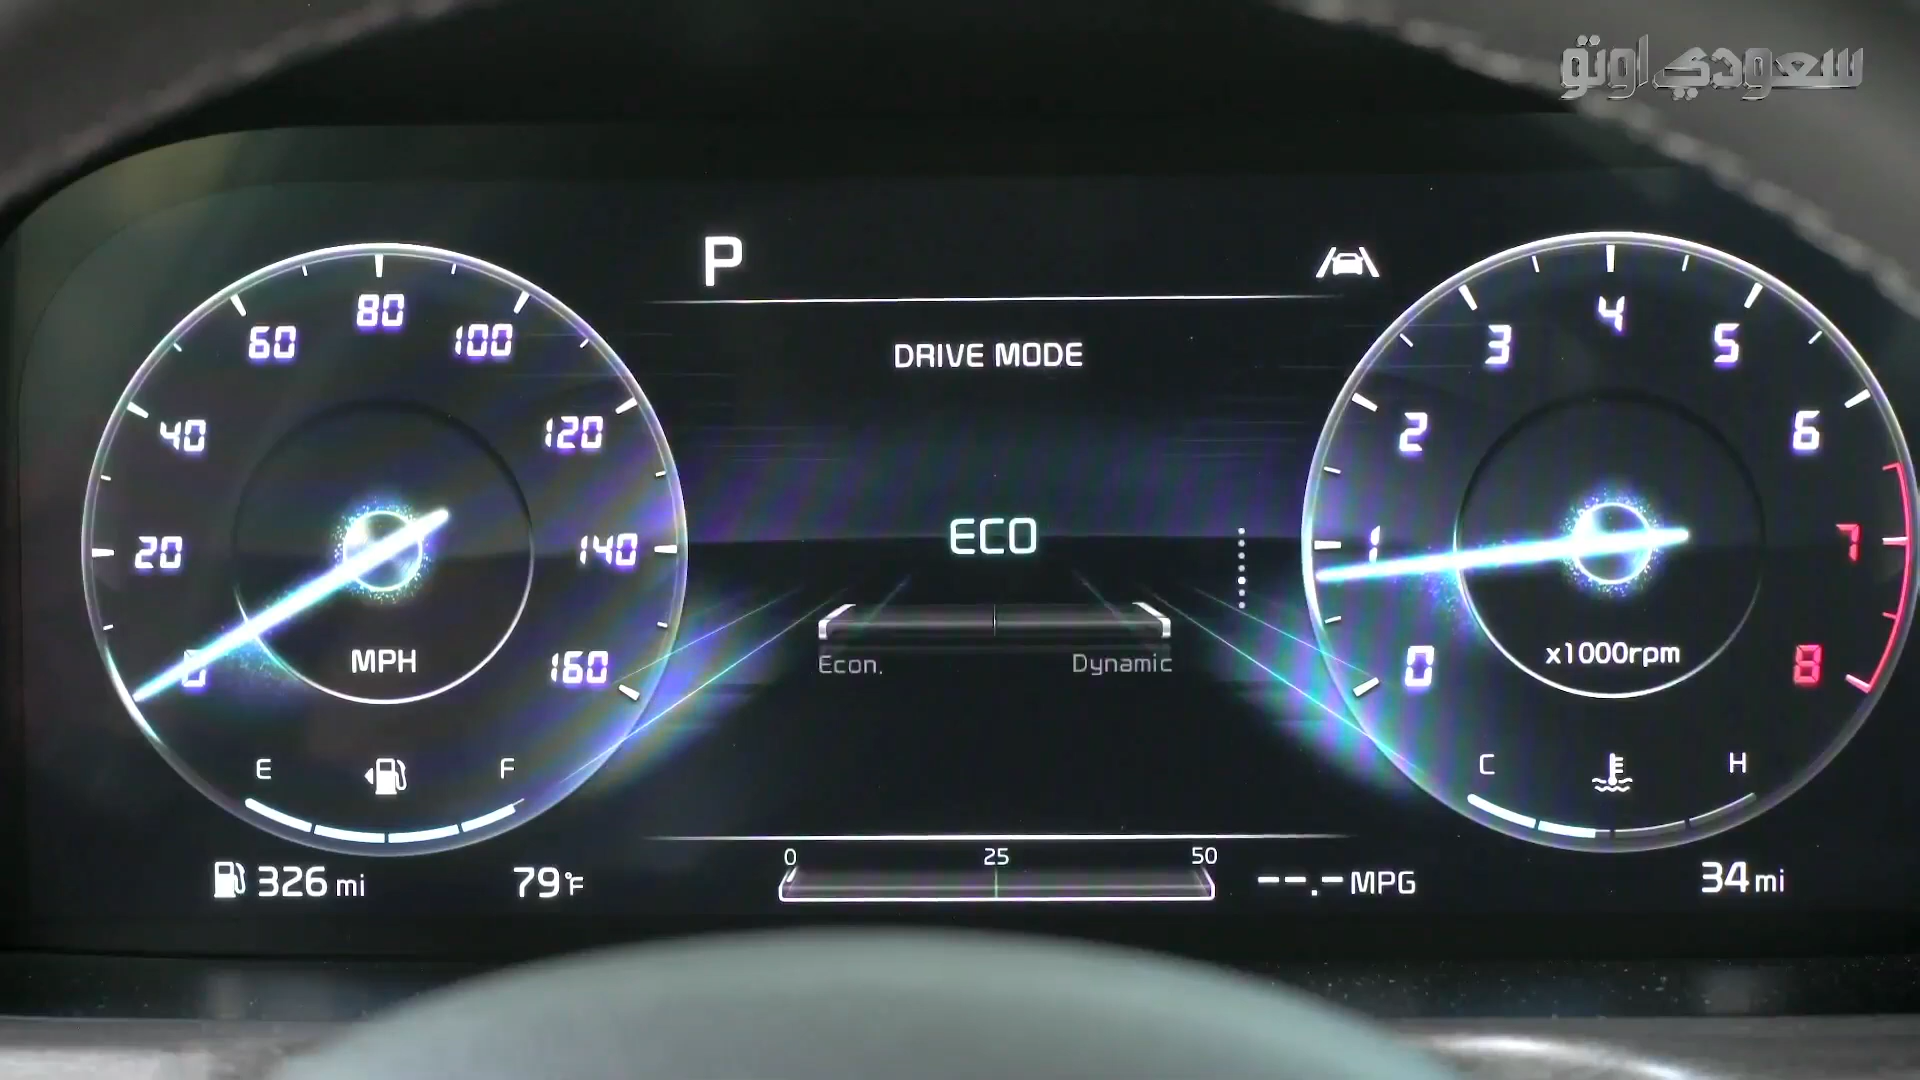 سعودي اوتو
P
DRIVE MODE
ECO
Econ. Dynamic
0 20 40 60 80 100 120 140 160
MPH
E F
326 mi
79°F
0 25 50
--.- MPG
0 1 2 3 4 5 6 7 8
x1000rpm
C H
34 mi